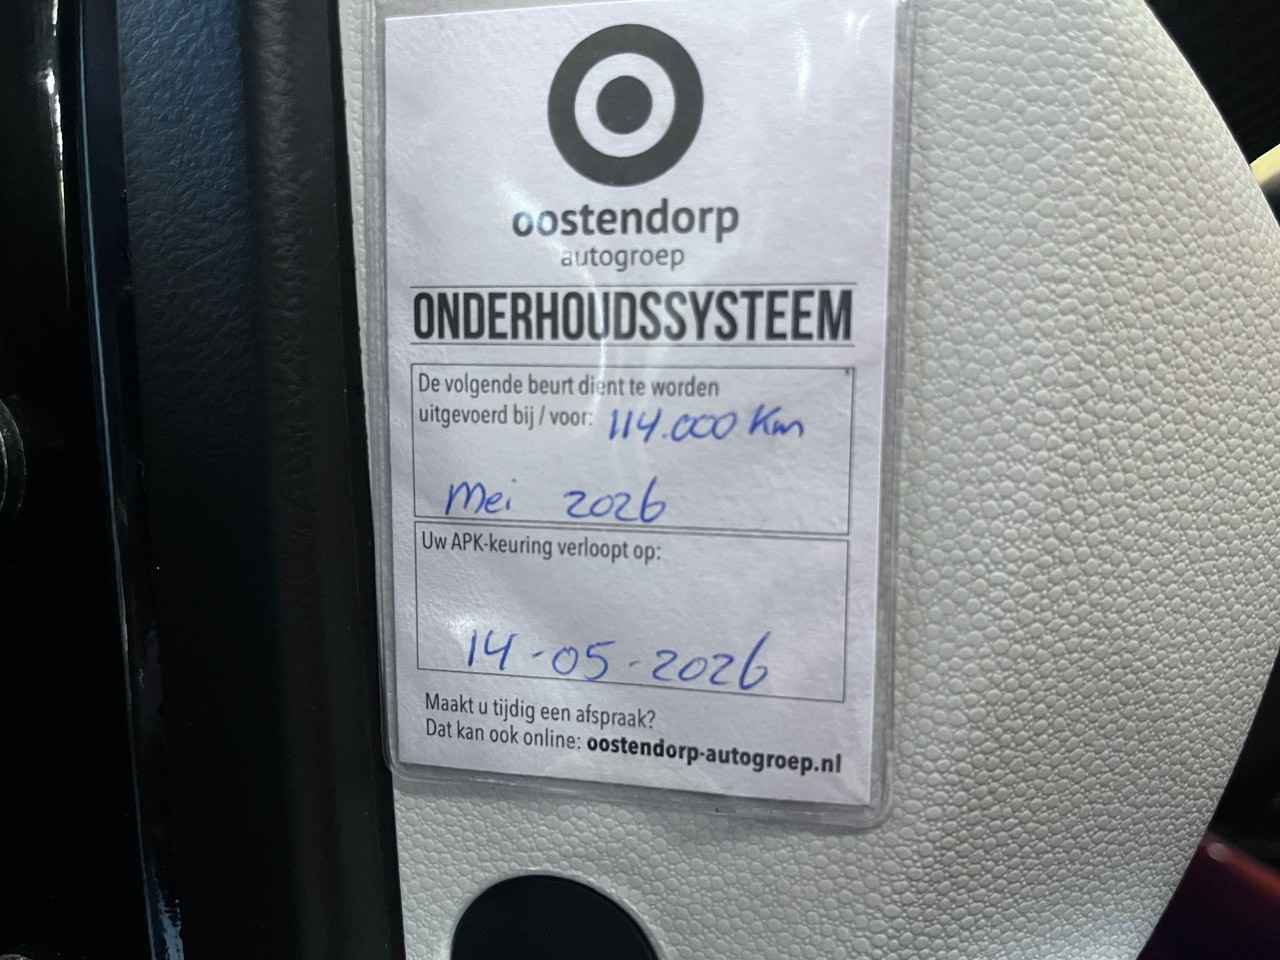 oostendorp
autogroep
ONDERHOUDSSYSTEEM
De volgende beurt dient te worden
uitgevoerd bij / voor: 114.000 Km
Mei 2026
Uw APK-keuring verloopt op:
14-05-2026
Maakt u tijdig een afspraak?
Dat kan ook online: oostendorp-autogroep.nl